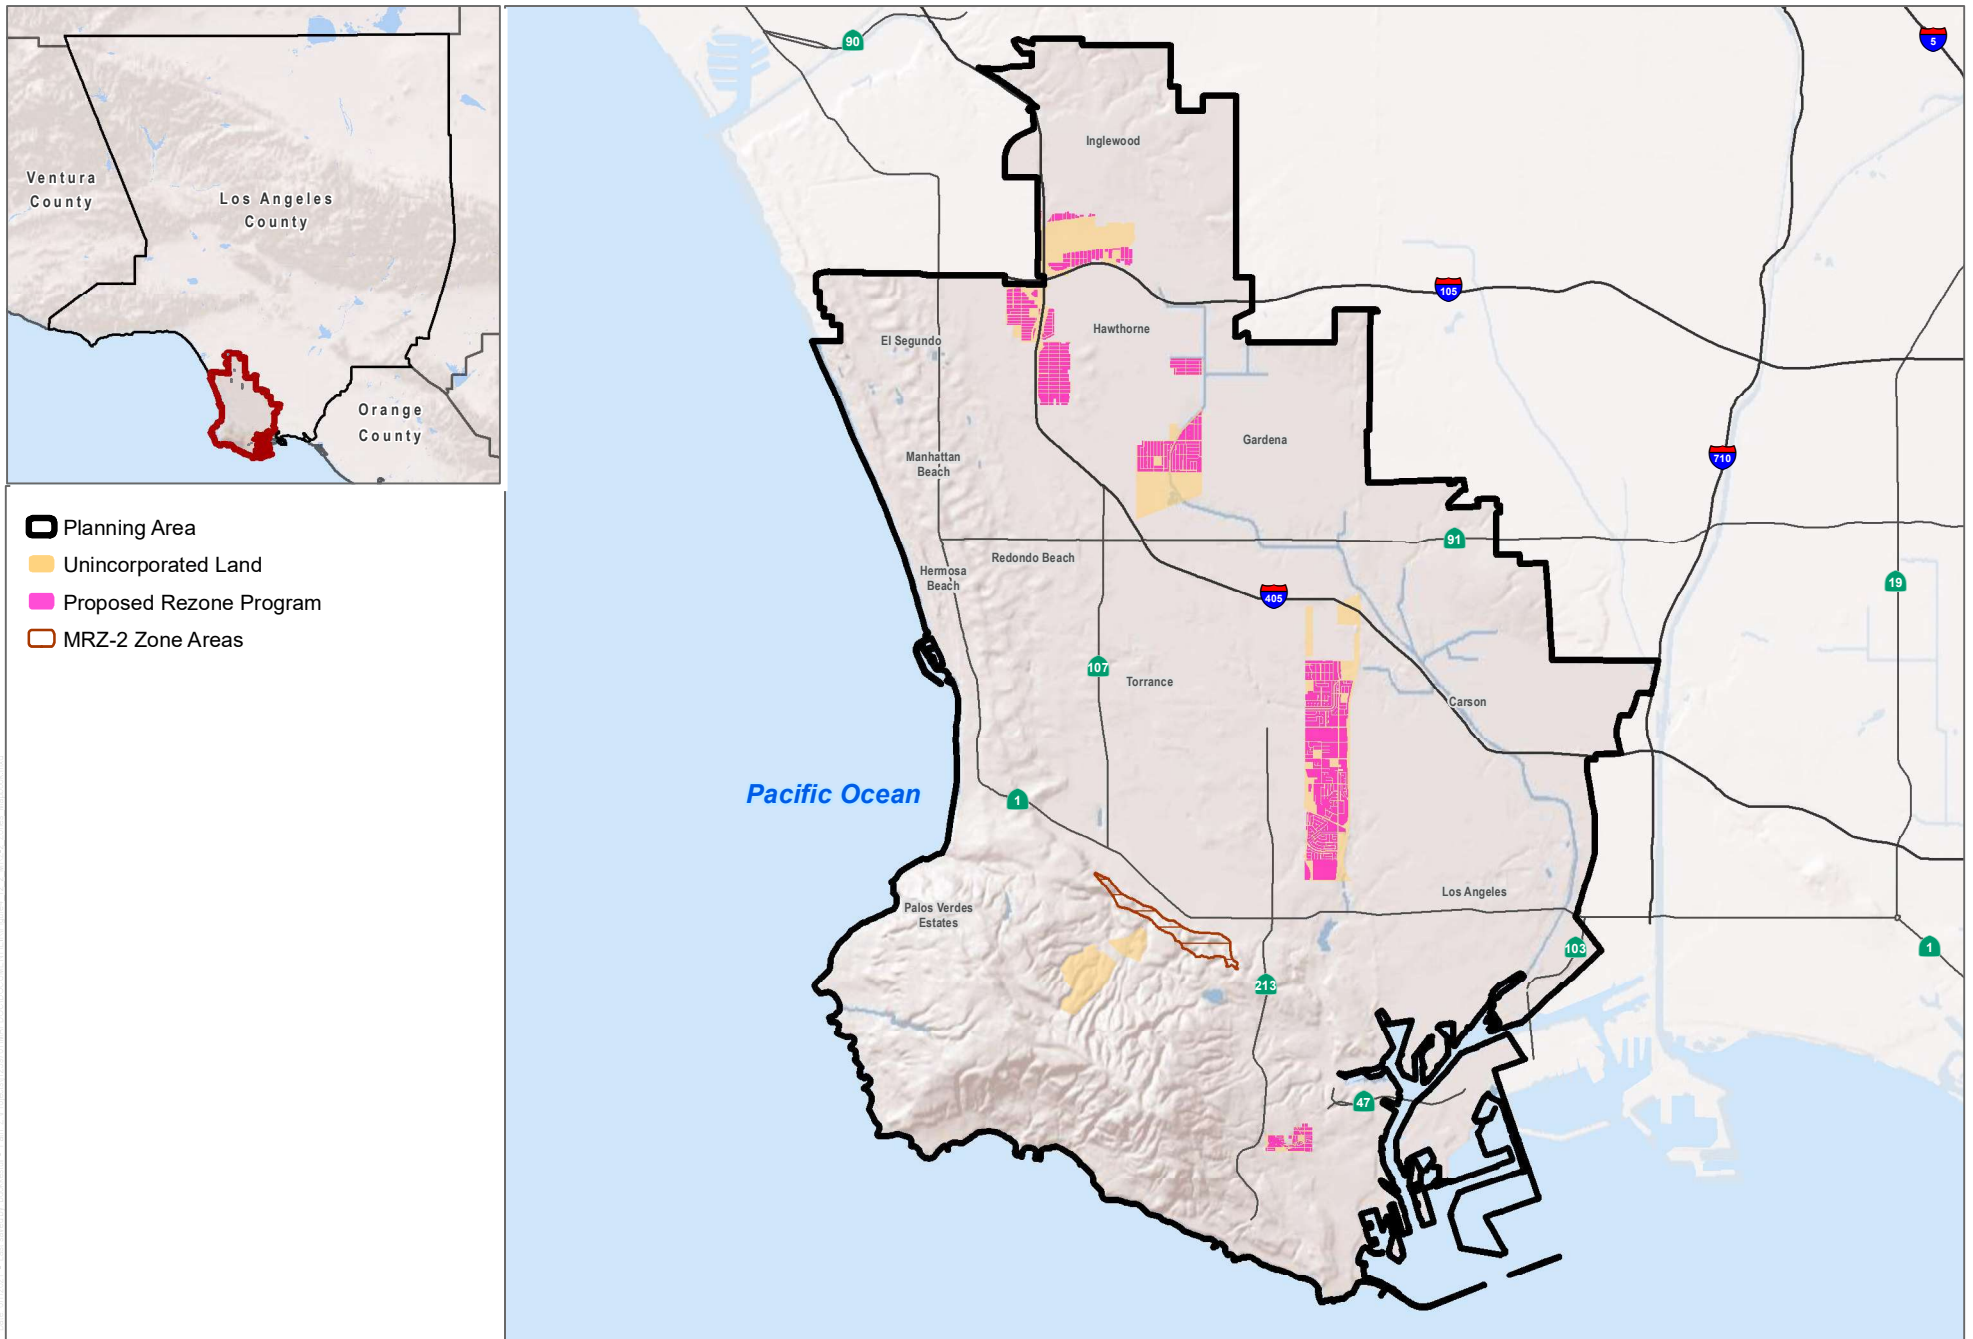 Ventura
County
Los Angeles
County
Orange
County
Planning Area
Unincorporated Land
Proposed Rezone Program
MRZ-2 Zone Areas
90
5
Inglewood
105
Hawthorne
El Segundo
Gardena
Manhattan
Beach
710
91
Redondo Beach
Hermosa
Beach
19
405
107
Torrance
Carson
Pacific Ocean
1
Los Angeles
Palos Verdes
Estates
103
1
213
47